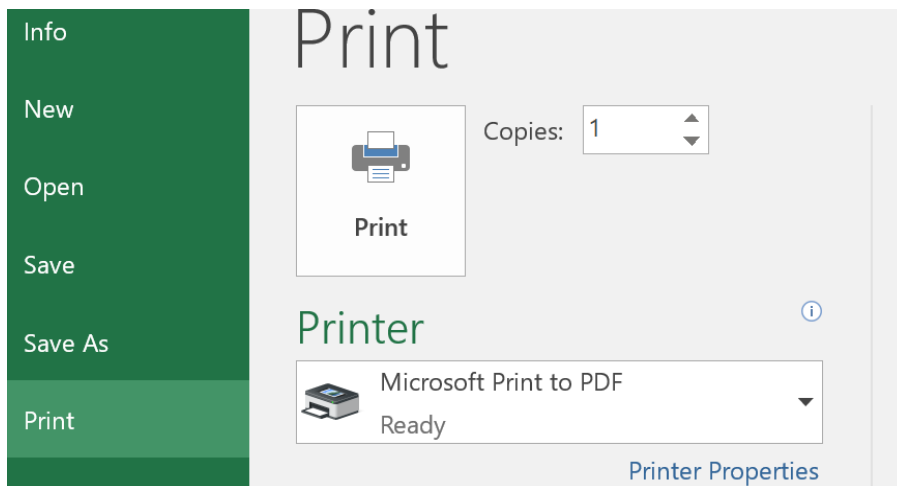 Info
New
Open
Save
Save As
Print
Print
Copies: 1
Print
Printer
Microsoft Print to PDF
Ready
Printer Properties